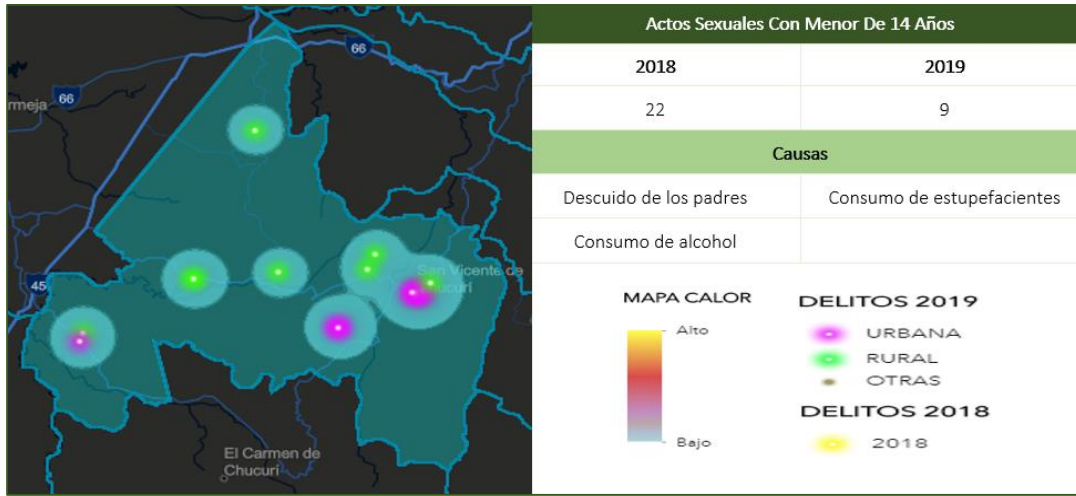 66
66
rmeja
45
San Vicente de
Chucurí
El Carmen de
Chucurí
Actos Sexuales Con Menor De 14 Años
2018 2019
22 9
Causas
Descuido de los padres Consumo de estupefacientes
Consumo de alcohol
MAPA CALOR
Alto
Bajo
DELITOS 2019
URBANA
RURAL
OTRAS
DELITOS 2018
2018